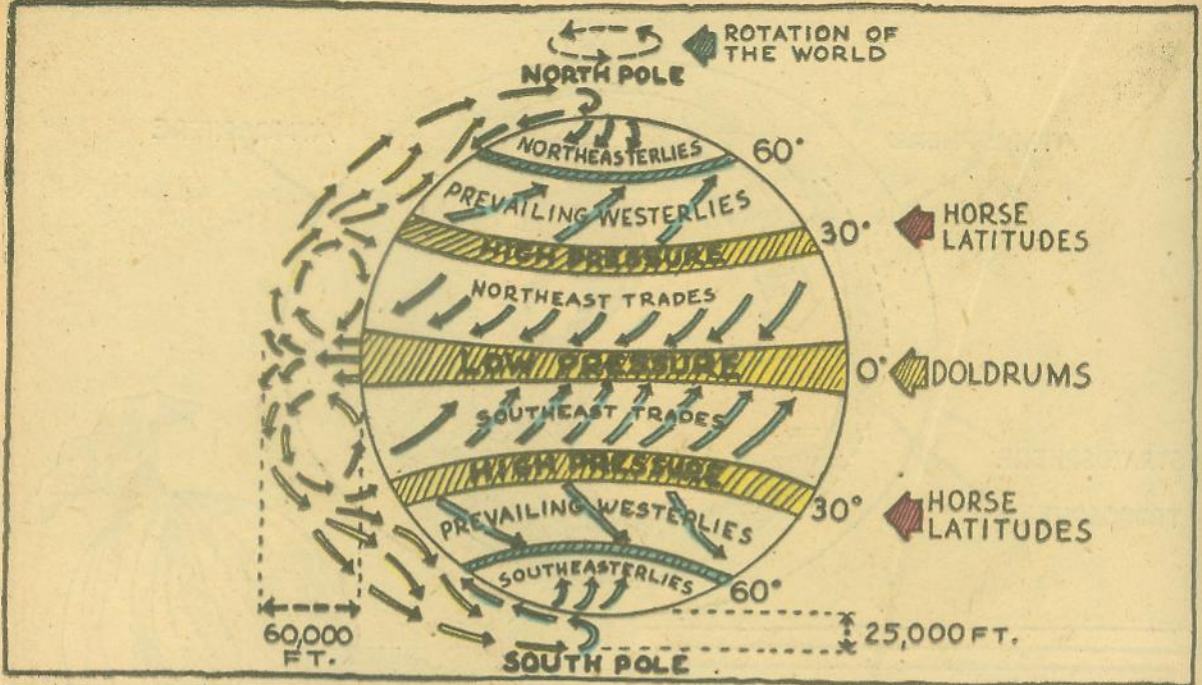 ROTATION OF
THE WORLD
NORTH POLE
NORTHEASTERLIES
60°
PREVAILING WESTERLIES
30°
HORSE
LATITUDES
HIGH PRESSURE
NORTHEAST TRADES
LOW PRESSURE
0°
DOLDRUMS
SOUTHEAST TRADES
HIGH PRESSURE
30°
HORSE
LATITUDES
PREVAILING WESTERLIES
SOUTHEASTERLIES
60°
60,000
FT.
25,000 FT.
SOUTH POLE